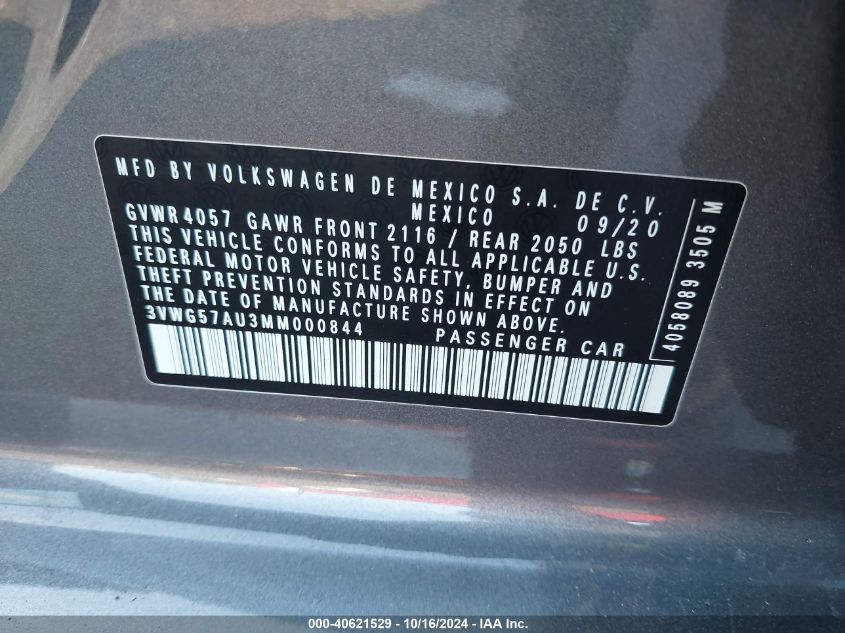 MFD BY VOLKSWAGEN DE MEXICO S.A. DE C.V.
MEXICO 09/20
GVWR4057 GAWR FRONT 2116 / REAR 2050 LBS
THIS VEHICLE CONFORMS TO ALL APPLICABLE U.S.
FEDERAL MOTOR VEHICLE SAFETY, BUMPER AND
THEFT PREVENTION STANDARDS IN EFFECT ON
THE DATE OF MANUFACTURE SHOWN ABOVE.
3VWG57AU3MM000844 PASSENGER CAR
4058089 3505 M
000-40621529 - 10/16/2024 - IAA Inc.